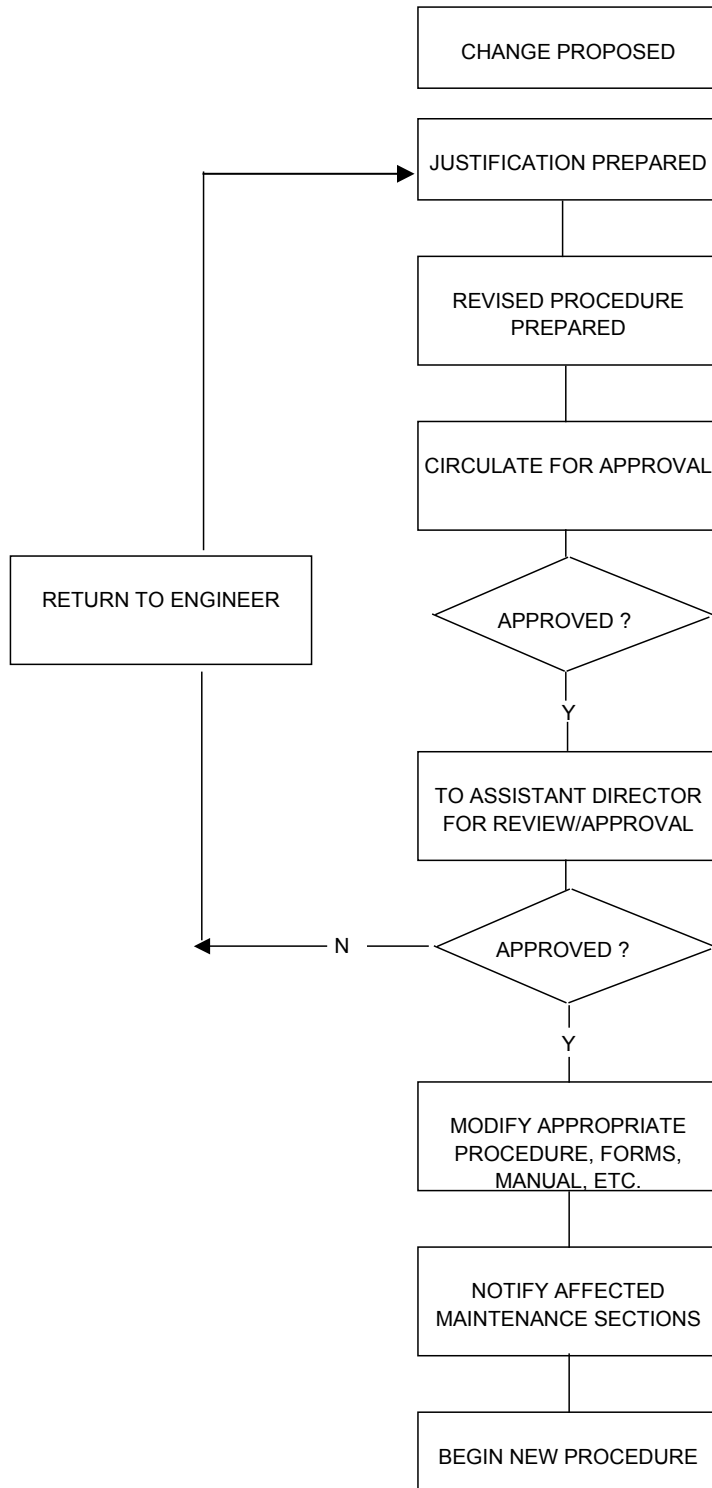 CHANGE PROPOSED
JUSTIFICATION PREPARED
REVISED PROCEDURE
PREPARED
CIRCULATE FOR APPROVAL
RETURN TO ENGINEER
APPROVED ?
Y
TO ASSISTANT DIRECTOR
FOR REVIEW/APPROVAL
N
APPROVED ?
Y
MODIFY APPROPRIATE
PROCEDURE, FORMS,
MANUAL, ETC.
NOTIFY AFFECTED
MAINTENANCE SECTIONS
BEGIN NEW PROCEDURE